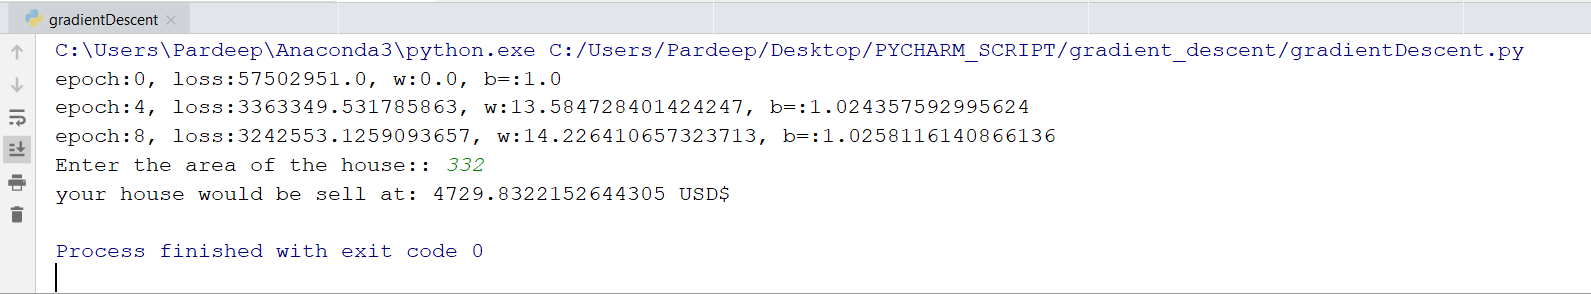 gradientDescent
C:\Users\Pardeep\Anaconda3\python.exe C:/Users/Pardeep/Desktop/PYCHARM_SCRIPT/gradient_descent/gradientDescent.py
epoch:0, loss:57502951.0, w:0.0, b=:1.0
epoch:4, loss:3363349.531785863, w:13.584728401424247, b=:1.024357592995624
epoch:8, loss:3242553.1259093657, w:14.226410657323713, b=:1.0258116140866136
Enter the area of the house:: 332
your house would be sell at: 4729.8322152644305 USD$
Process finished with exit code 0